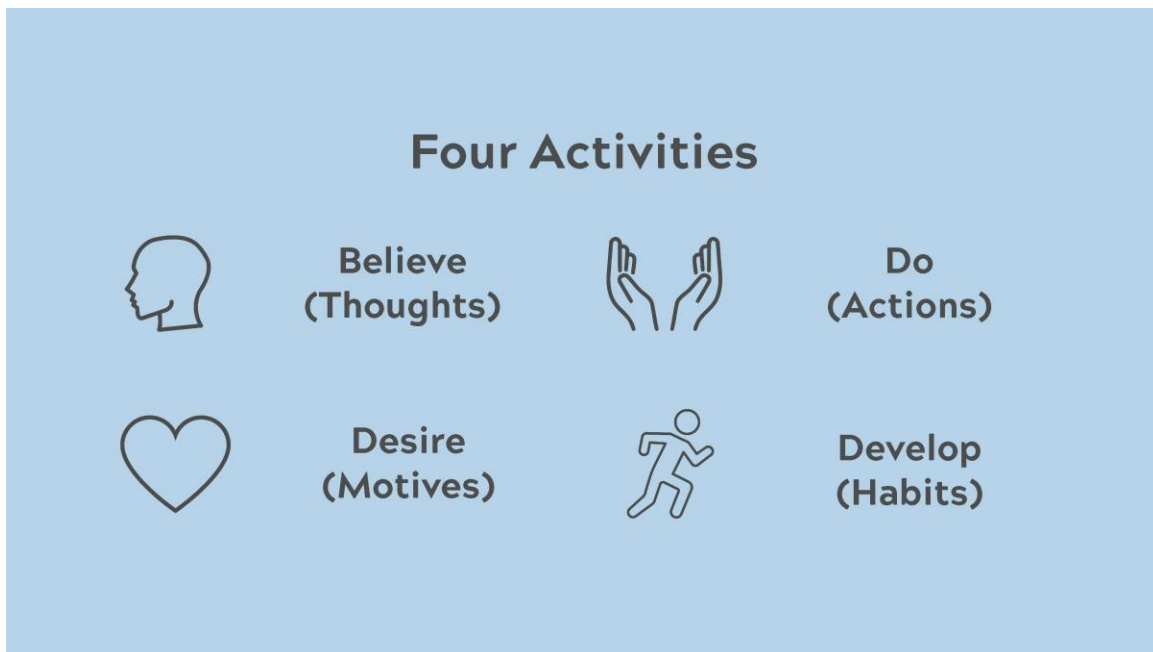 Four Activities
Believe
(Thoughts)
Do
(Actions)
Desire
(Motives)
Develop
(Habits)